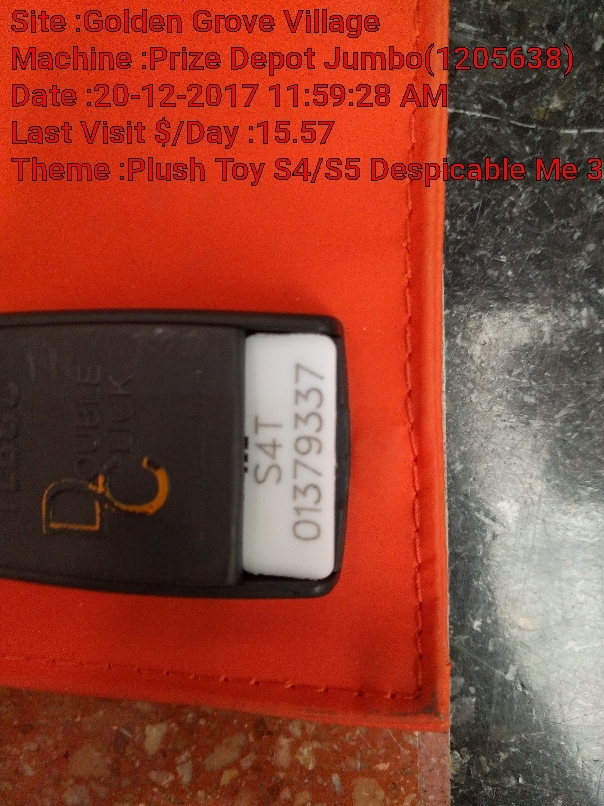 Site :Golden Grove Village
Machine :Prize Depot Jumbo(1205638)
Date :20-12-2017 11:59:28 AM
Last Visit $/Day :15.57
Theme :Plush Toy S4/S5 Despicable Me 3
DOUBLE
CLICK
S4T
01379337